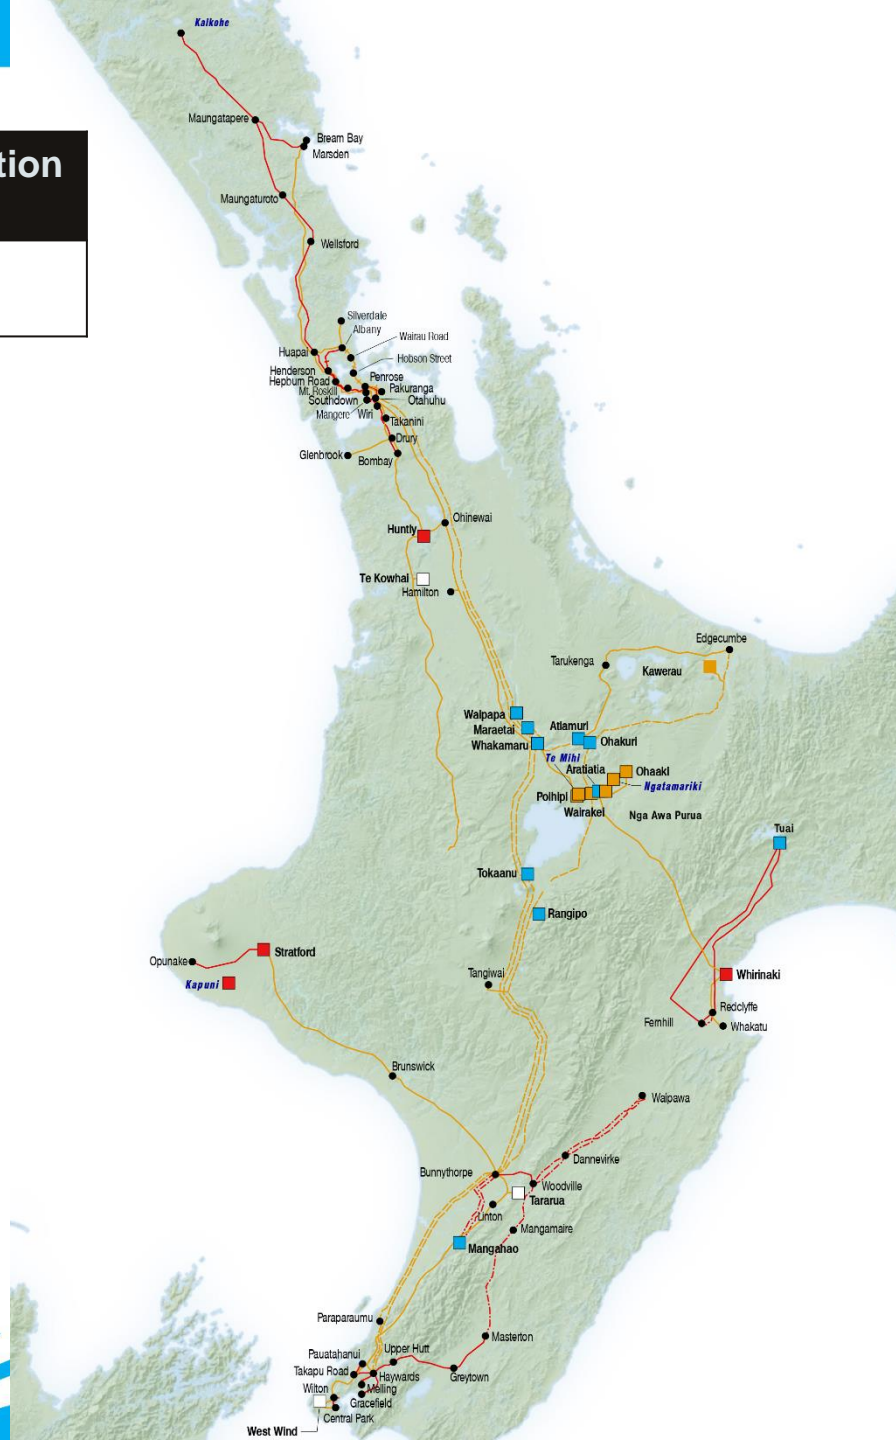 Kaikohe
Maungatapere
Bream Bay
Marsden
tion
Maungaturoto
Wellsford
Silverdale
Albany
Wairau Road
Huapai
Hobson Street
Henderson
Hepburn Road
Penrose
Mt. Roskill
Pakuranga
Southdown
Otahuhu
Mangere
Wiri
Takanini
Drury
Glenbrook
Bombay
Ohinewai
Huntly
Te Kowhai
Hamilton
Edgecumbe
Tarukenga
Kawerau
Waipapa
Maraetai
Atiamuri
Whakamaru
Ohakuri
Te Mihi
Aratiatia
Ohaaki
Ngatamariki
Poihipi
Wairakei
Nga Awa Purua
Tuai
Tokaanu
Rangipo
Stratford
Opunake
Kapuni
Tangiwai
Whirinaki
Redclyffe
Fernhill
Whakatu
Brunswick
Waipawa
Bunnythorpe
Dannevirke
Woodville
Tararua
Linton
Mangamaire
Mangahao
Paraparaumu
Masterton
Pauatahanui
Upper Hutt
Takapu Road
Haywards
Greytown
Melling
Wilton
Gracefield
Central Park
West Wind